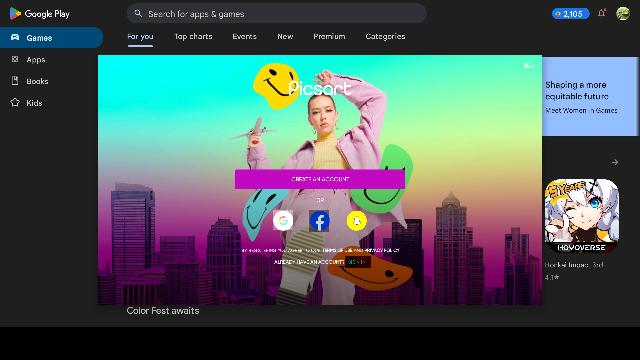 Google Play
Search for apps & games
2,105
Games
Apps
Books
Kids
For you
Top charts
Events
New
Premium
Categories
Skip
Picsart
CREATE AN ACCOUNT
OR
TERMS OF USE AND PRIVACY POLICY
ALREADY HAVE AN ACCOUNT? SIGN IN
Shaping a more
equitable future
Meet Women in Games
HOYOVERSE
Honkai Impact 3rd
4.1★
Color Fest awaits